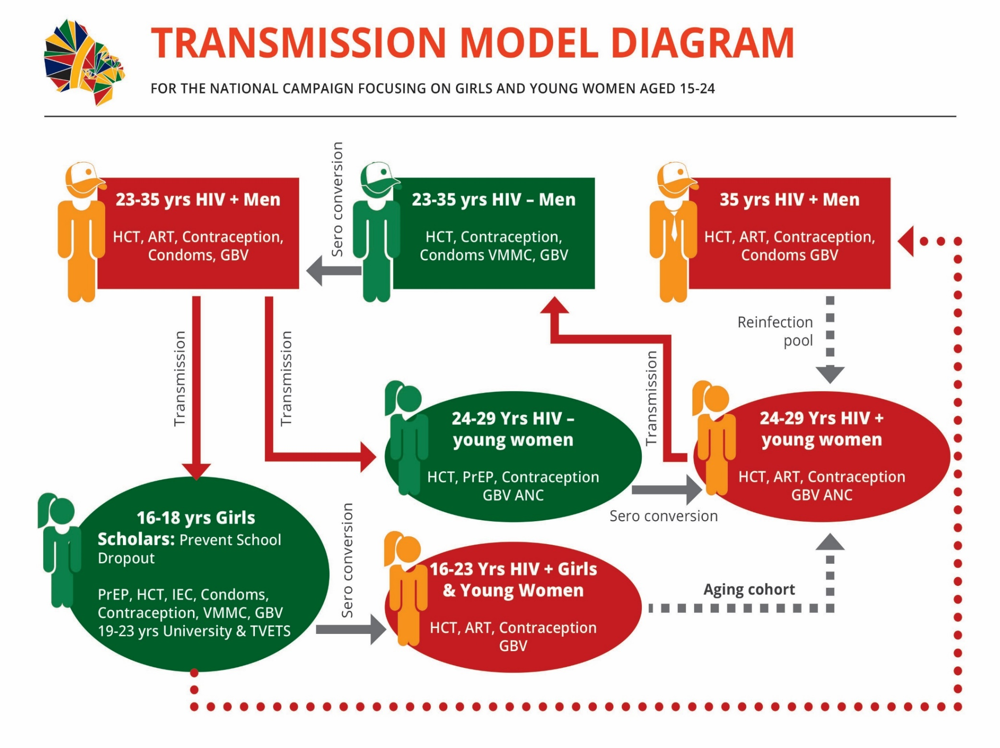 TRANSMISSION MODEL DIAGRAM
FOR THE NATIONAL CAMPAIGN FOCUSING ON GIRLS AND YOUNG WOMEN AGED 15-24
23-35 yrs HIV + Men
HCT, ART, Contraception,
Condoms, GBV
Sero conversion
23-35 yrs HIV – Men
HCT, Contraception,
Condoms VMMC, GBV
35 yrs HIV + Men
HCT, ART, Contraception,
Condoms GBV
Transmission
Transmission
Transmission
Reinfection
pool
24-29 Yrs HIV –
young women
HCT, PrEP, Contraception
GBV ANC
Sero conversion
24-29 Yrs HIV +
young women
HCT, ART, Contraception
GBV ANC
16-18 yrs Girls
Scholars: Prevent School
Dropout
PrEP, HCT, IEC, Condoms,
Contraception, VMMC, GBV
19-23 yrs University & TVETS
Sero conversion
16-23 Yrs HIV + Girls
& Young Women
HCT, ART, Contraception
GBV
Aging cohort